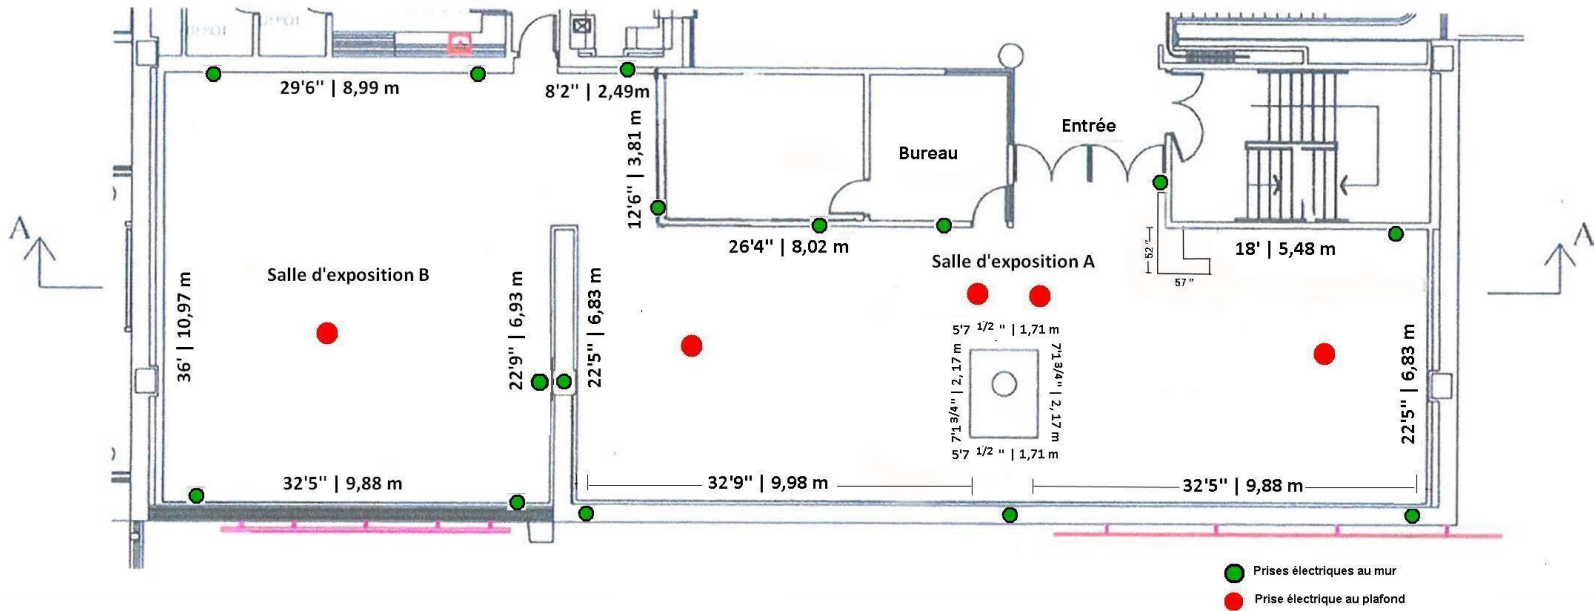 DEPOT
DEPOT
29'6" | 8,99 m
8'2" | 2,49m
12'6" | 3,81 m
Entrée
Bureau
A
A
26'4" | 8,02 m
52"
57"
18' | 5,48 m
Salle d'exposition B
Salle d'exposition A
36' | 10,97 m
22'9" | 6,93 m
22'5" | 6,83 m
5'7 1/2 " | 1,71 m
7'1 3/4" | 2,17 m
7'1 3/4" | 2,17 m
5'7 1/2 " | 1,71 m
22'5" | 6,83 m
32'5" | 9,88 m
32'9" | 9,98 m
32'5" | 9,88 m
Prises électriques au mur
Prise électrique au plafond